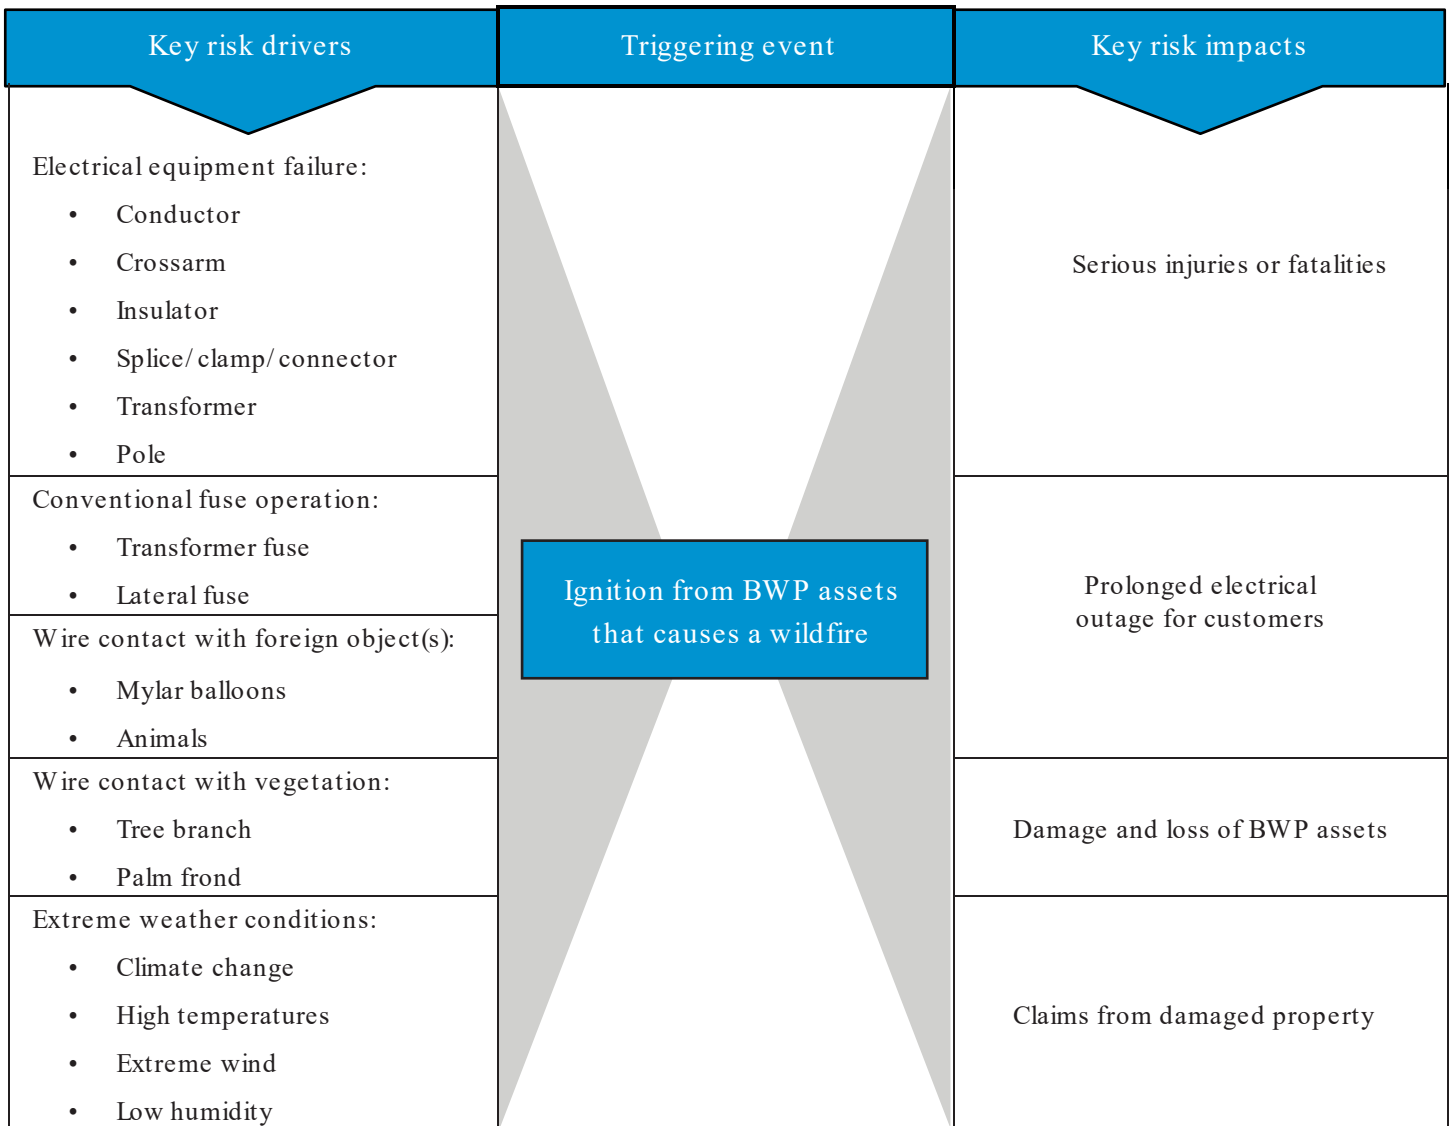 Key risk drivers
Triggering event
Key risk impacts
Electrical equipment failure:
• Conductor
• Crossarm
• Insulator
• Splice/clamp/connector
• Transformer
• Pole
Conventional fuse operation:
• Transformer fuse
• Lateral fuse
Wire contact with foreign object(s):
• Mylar balloons
• Animals
Wire contact with vegetation:
• Tree branch
• Palm frond
Extreme weather conditions:
• Climate change
• High temperatures
• Extreme wind
• Low humidity
Ignition from BWP assets
that causes a wildfire
Serious injuries or fatalities
Prolonged electrical
outage for customers
Damage and loss of BWP assets
Claims from damaged property